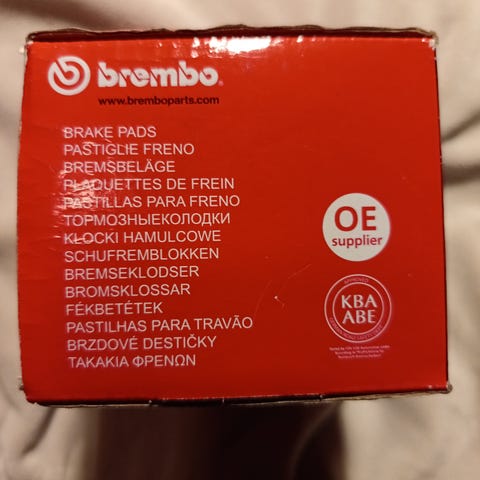 brembo
www.bremboparts.com
BRAKE PADS
PASTIGLIE FRENO
BREMSBELÄGE
PLAQUETTES DE FREIN
PASTILLAS PARA FRENO
ТОРМОЗНЫЕКОЛОДКИ
KLOCKI HAMULCOWE
SCHUFREMBLOKKEN
BREMSEKLODSER
BROMSKLOSSAR
FÉKBETÉTEK
PASTILHAS PARA TRAVÃO
BRZDOVÉ DESTIČKY
ΤΑΚΑΚΙΑ ΦΡΕΝΩΝ
OE
supplier
KBA
ABE